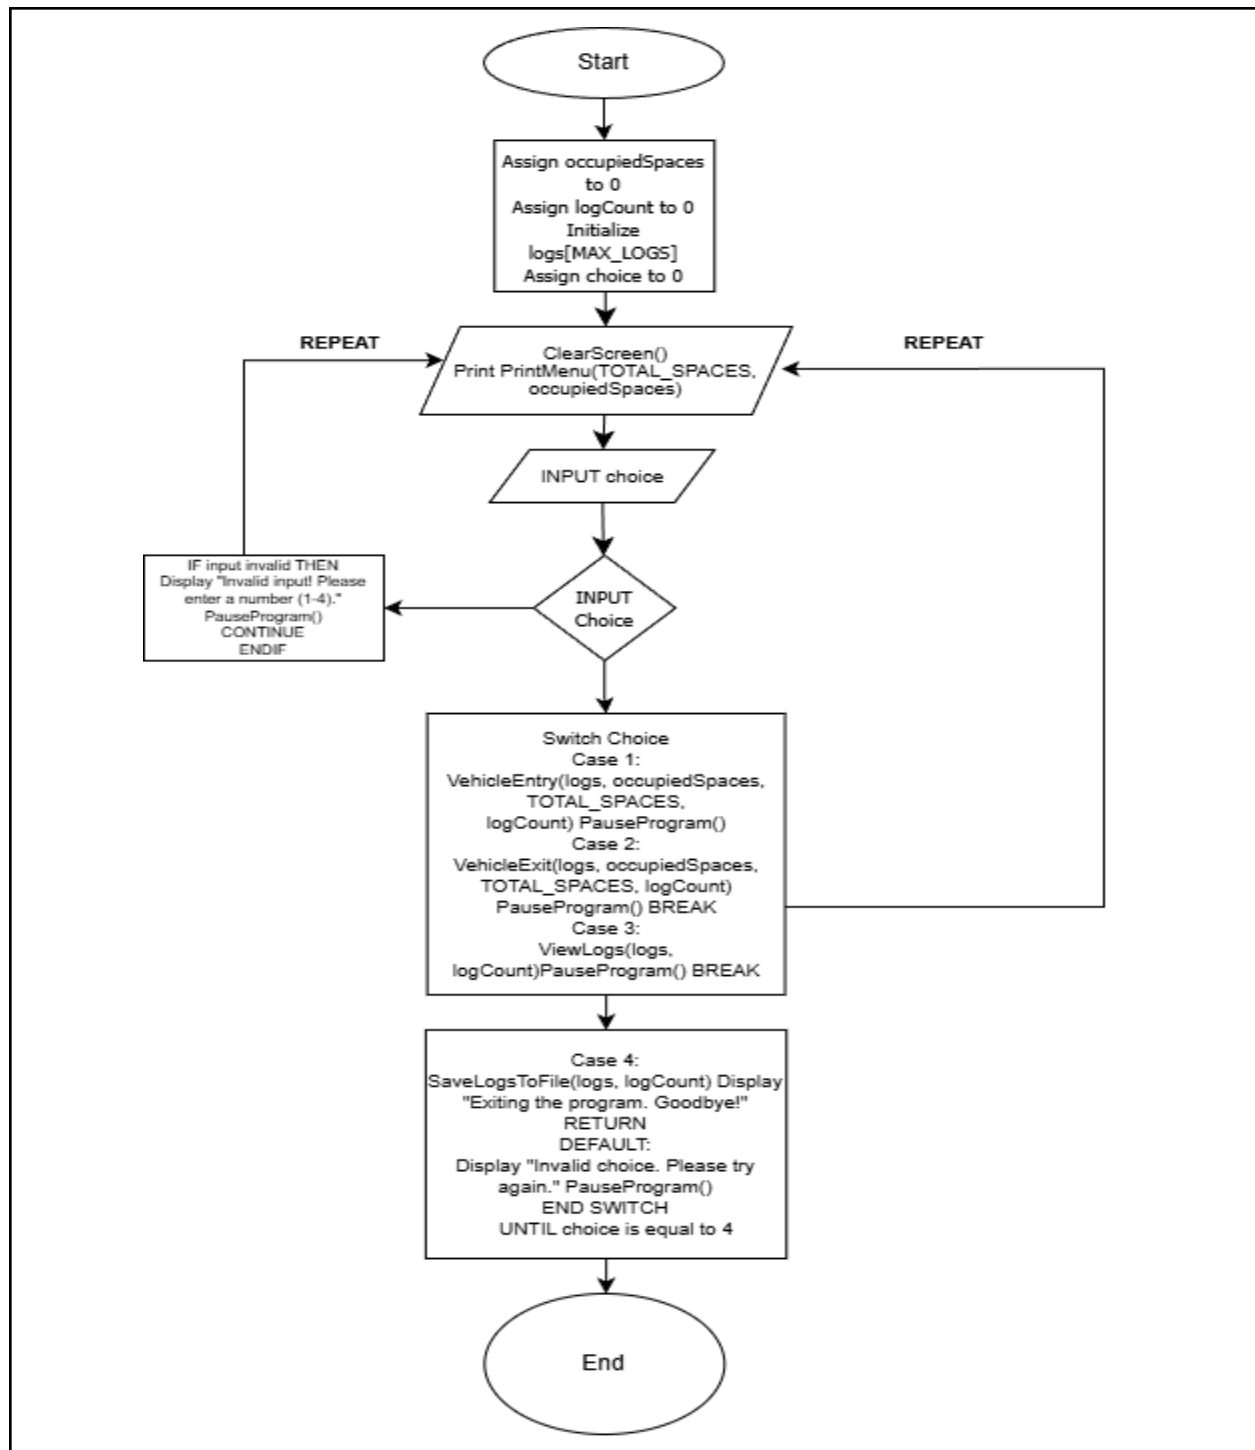 Start
Assign occupiedSpaces
to 0
Assign logCount to 0
Initialize
logs[MAX_LOGS]
Assign choice to 0
REPEAT
REPEAT
ClearScreen()
Print PrintMenu(TOTAL_SPACES,
occupiedSpaces)
INPUT choice
IF input invalid THEN
Display "Invalid input! Please
enter a number (1-4)."
PauseProgram()
CONTINUE
ENDIF
INPUT
Choice
Switch Choice
Case 1:
VehicleEntry(logs, occupiedSpaces,
TOTAL_SPACES,
logCount) PauseProgram()
Case 2:
VehicleExit(logs, occupiedSpaces,
TOTAL_SPACES, logCount)
PauseProgram() BREAK
Case 3:
ViewLogs(logs,
logCount)PauseProgram() BREAK
Case 4:
SaveLogsToFile(logs, logCount) Display
"Exiting the program. Goodbye!"
RETURN
DEFAULT:
Display "Invalid choice. Please try
again." PauseProgram()
END SWITCH
UNTIL choice is equal to 4
End